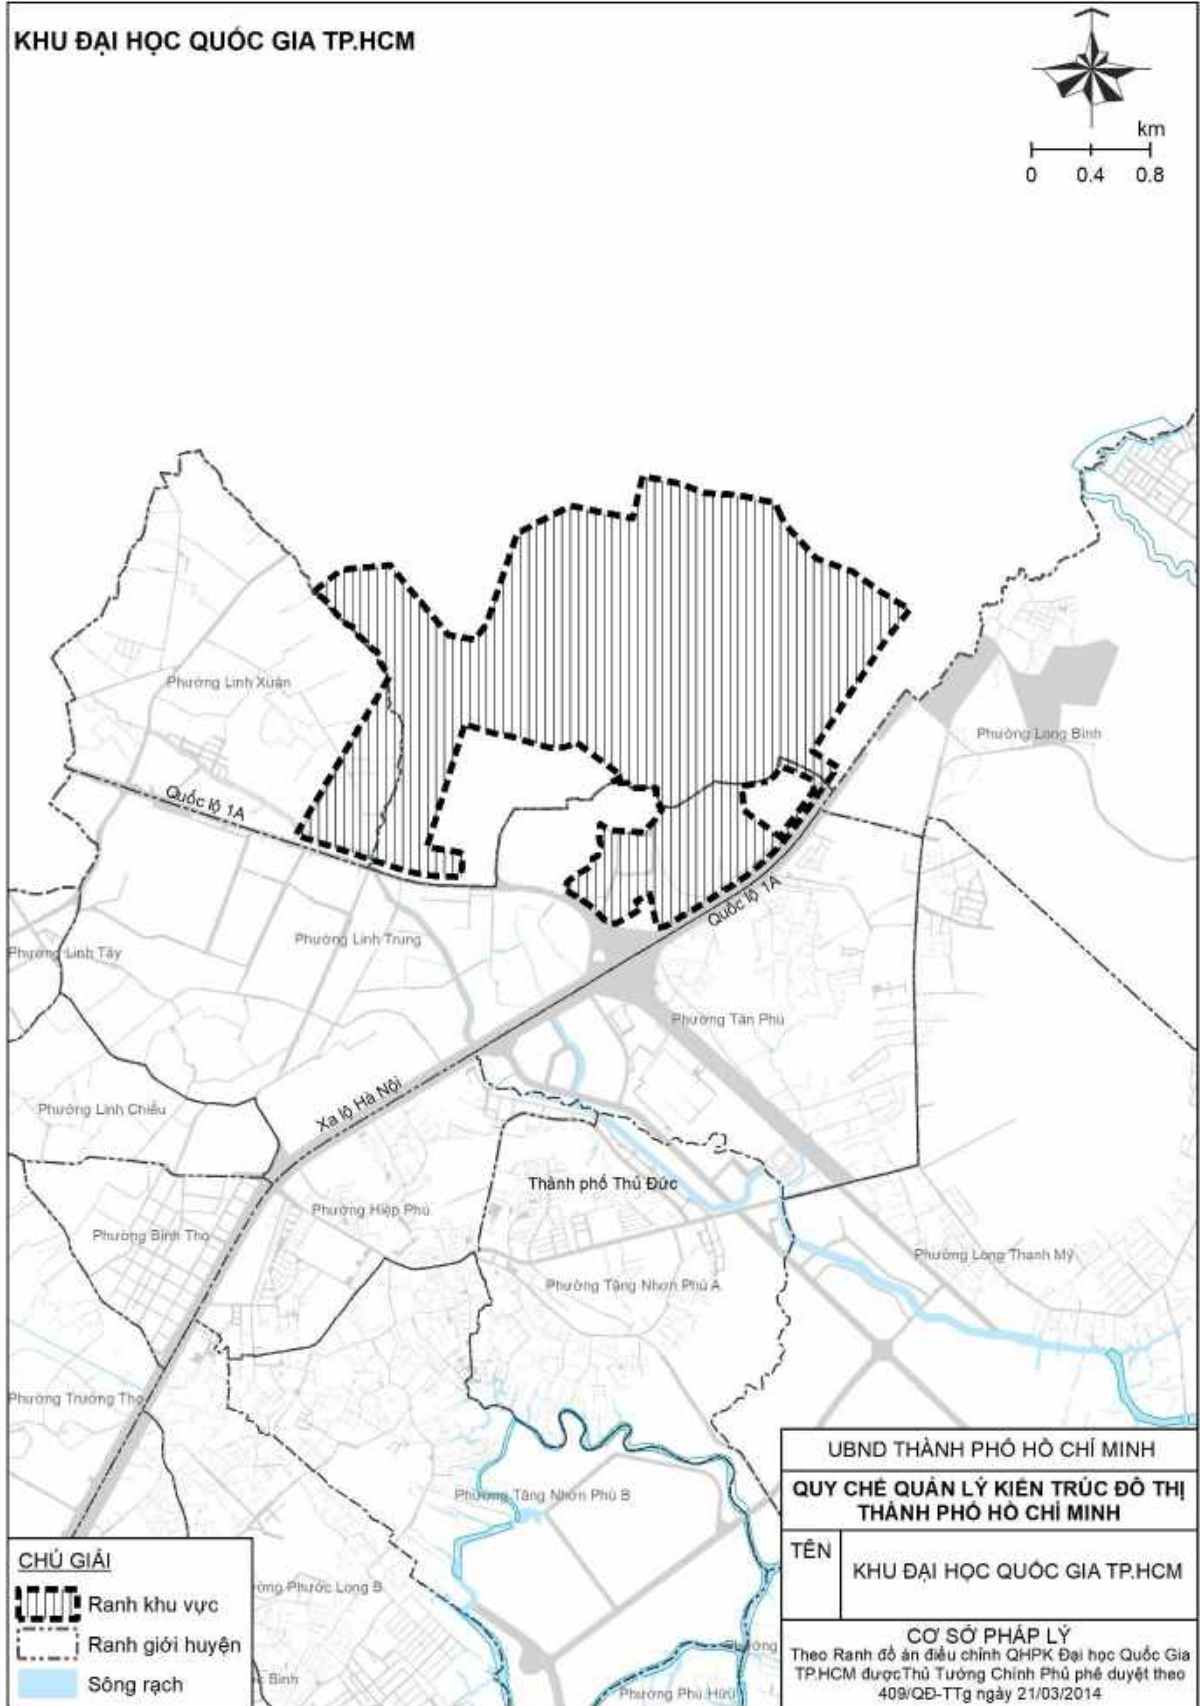 KHU ĐẠI HỌC QUỐC GIA TP.HCM
km
0 0.4 0.8
Phường Linh Xuân
Phường Long Bình
Quốc lộ 1A
Quốc lộ 1A
Phường Linh Trung
Phường Linh Tây
Phường Tân Phú
Xa lộ Hà Nội
Phường Linh Chiểu
Thành phố Thủ Đức
Phường Hiệp Phú
Phường Bình Thọ
Phường Long Thạnh Mỹ
Phường Tăng Nhơn Phú A
Phường Trường Thọ
Phường Tăng Nhơn Phú B
ờng Phước Long B
Bình
Phường Phú Hữu
CHÚ GIẢI
Ranh khu vực
Ranh giới huyện
Sông rạch
UBND THÀNH PHỐ HỒ CHÍ MINH
QUY CHẾ QUẢN LÝ KIẾN TRÚC ĐÔ THỊ
THÀNH PHỐ HỒ CHÍ MINH
TÊN
KHU ĐẠI HỌC QUỐC GIA TP.HCM
CƠ SỞ PHÁP LÝ
Theo Ranh đồ án điều chỉnh QHPK Đại học Quốc Gia
TP.HCM đượcThủ Tướng Chính Phủ phê duyệt theo
409/QĐ-TTg ngày 21/03/2014